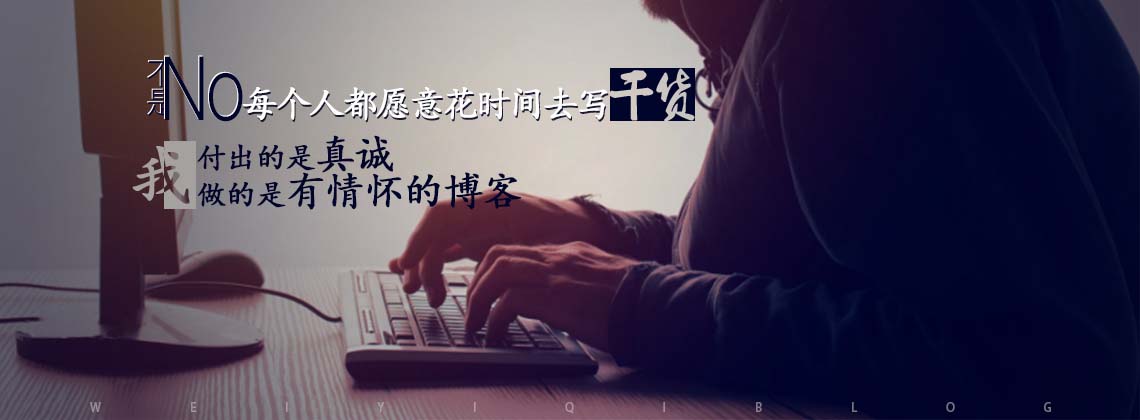 不是No每个人都愿意花时间去写干货
我付出的是真诚
做的是有情怀的博客
WEIYIQIBLOG